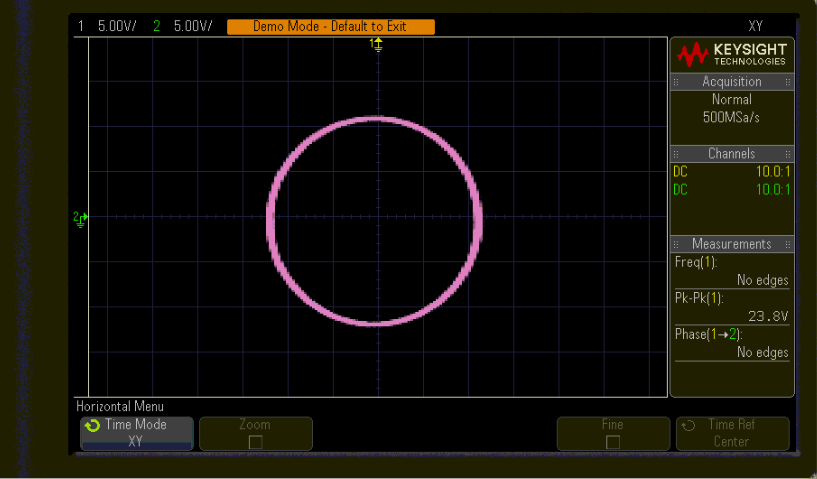 1 5.00V/ 2 5.00V/ Demo Mode - Default to Exit XY
1
KEYSIGHT
TECHNOLOGIES
Acquisition
Normal
500MSa/s
Channels
DC 10.0:1
DC 10.0:1
2
Measurements
Freq(1):
No edges
Pk-Pk(1):
23.8V
Phase(1→2):
No edges
Horizontal Menu
Time Mode Zoom Fine Time Ref
XY Center